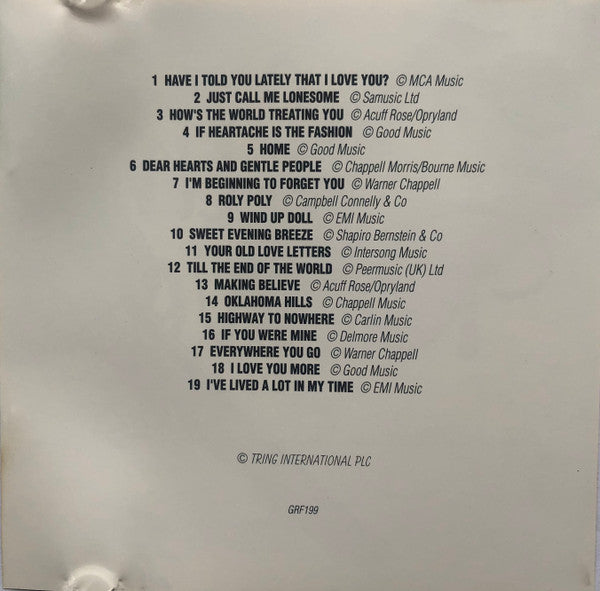 1 HAVE I TOLD YOU LATELY THAT I LOVE YOU? © MCA Music
2 JUST CALL ME LONESOME © Samusic Ltd
3 HOW'S THE WORLD TREATING YOU © Acuff Rose/Opryland
4 IF HEARTACHE IS THE FASHION © Good Music
5 HOME © Good Music
6 DEAR HEARTS AND GENTLE PEOPLE © Chappell Morris/Bourne Music
7 I'M BEGINNING TO FORGET YOU © Warner Chappell
8 ROLY POLY © Campbell Connelly & Co
9 WIND UP DOLL © EMI Music
10 SWEET EVENING BREEZE © Shapiro Bernstein & Co
11 YOUR OLD LOVE LETTERS © Intersong Music
12 TILL THE END OF THE WORLD © Peermusic (UK) Ltd
13 MAKING BELIEVE © Acuff Rose/Opryland
14 OKLAHOMA HILLS © Chappell Music
15 HIGHWAY TO NOWHERE © Carlin Music
16 IF YOU WERE MINE © Delmore Music
17 EVERYWHERE YOU GO © Warner Chappell
18 I LOVE YOU MORE © Good Music
19 I'VE LIVED A LOT IN MY TIME © EMI Music
© TRING INTERNATIONAL PLC
GRF199